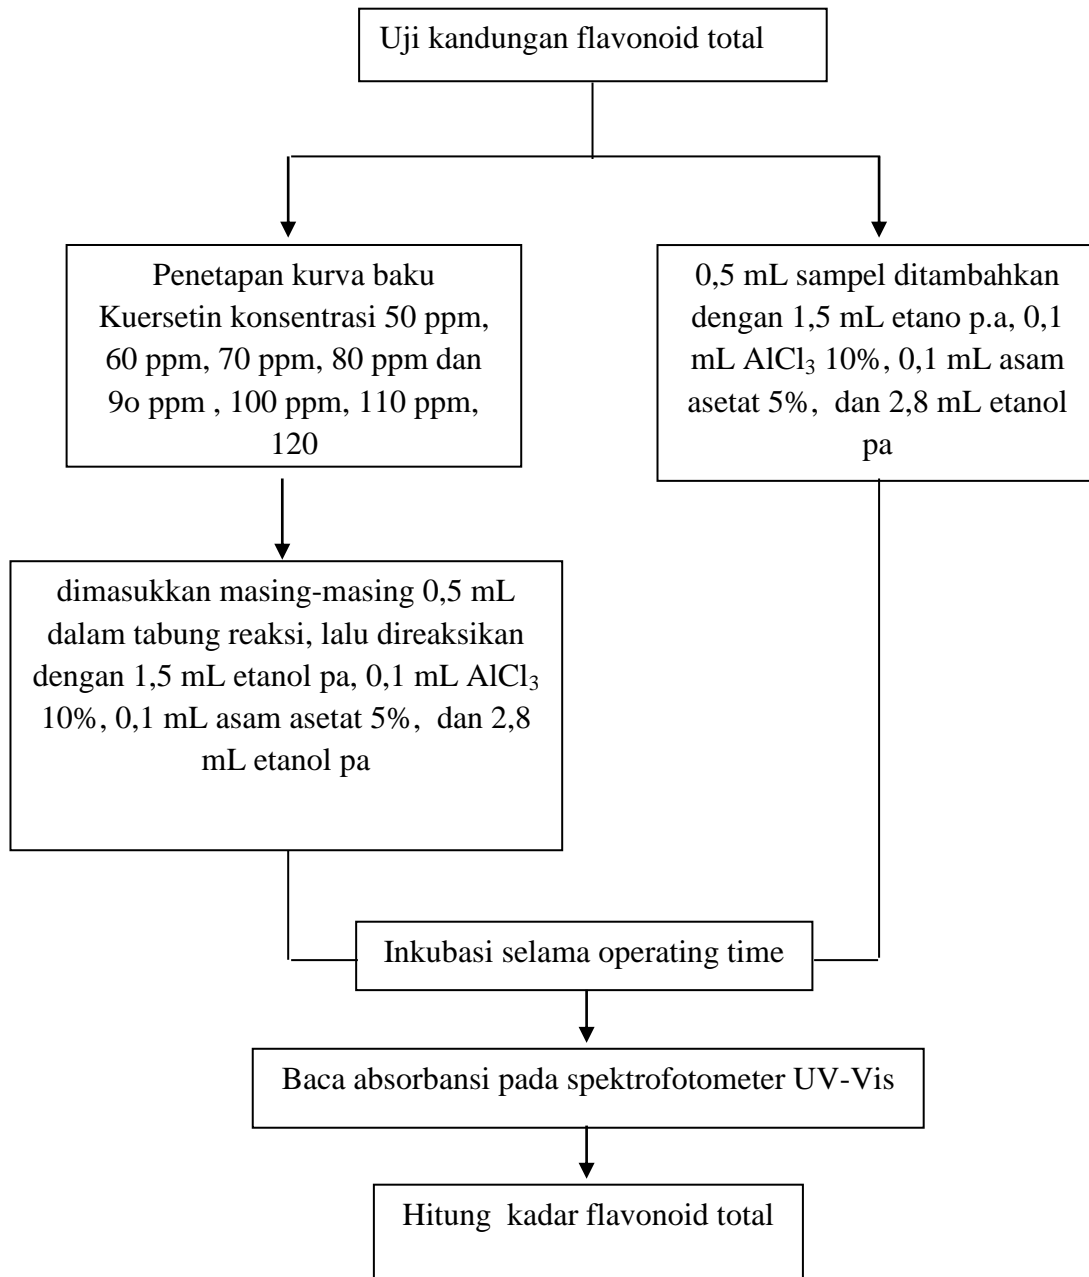 Uji kandungan flavonoid total
Penetapan kurva baku
Kuersetin konsentrasi 50 ppm,
60 ppm, 70 ppm, 80 ppm dan
9o ppm , 100 ppm, 110 ppm,
120
0,5 mL sampel ditambahkan
dengan 1,5 mL etano p.a, 0,1
mL AlCl₃ 10%, 0,1 mL asam
asetat 5%, dan 2,8 mL etanol
pa
dimasukkan masing-masing 0,5 mL
dalam tabung reaksi, lalu direaksikan
dengan 1,5 mL etanol pa, 0,1 mL AlCl₃
10%, 0,1 mL asam asetat 5%, dan 2,8
mL etanol pa
Inkubasi selama operating time
Baca absorbansi pada spektrofotometer UV-Vis
Hitung kadar flavonoid total